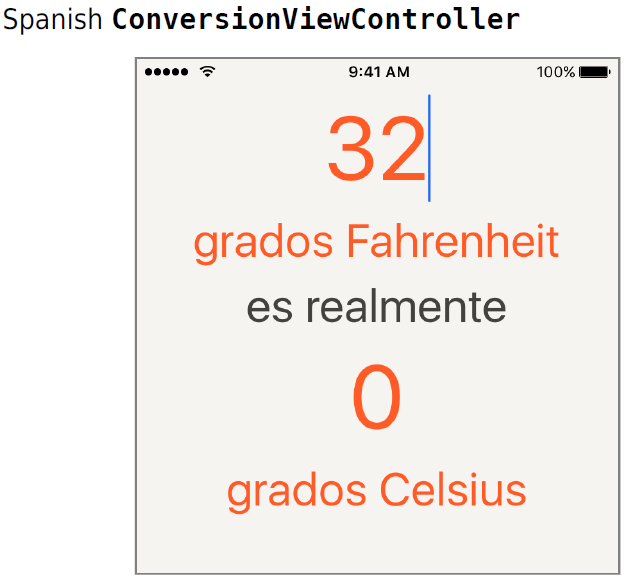 Spanish ConversionViewController
9:41 AM 100%
32
grados Fahrenheit
es realmente
0
grados Celsius